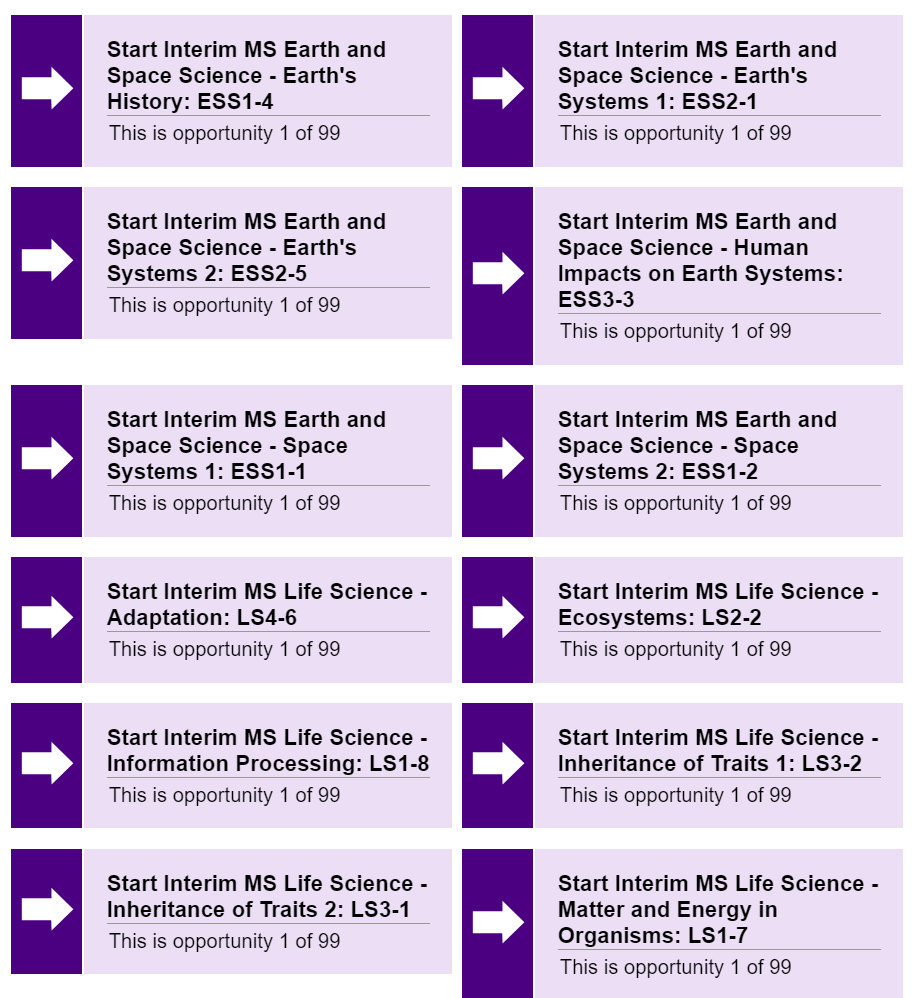 Start Interim MS Earth and
Space Science - Earth's
History: ESS1-4
This is opportunity 1 of 99
Start Interim MS Earth and
Space Science - Earth's
Systems 1: ESS2-1
This is opportunity 1 of 99
Start Interim MS Earth and
Space Science - Earth's
Systems 2: ESS2-5
This is opportunity 1 of 99
Start Interim MS Earth and
Space Science - Human
Impacts on Earth Systems:
ESS3-3
This is opportunity 1 of 99
Start Interim MS Earth and
Space Science - Space
Systems 1: ESS1-1
This is opportunity 1 of 99
Start Interim MS Earth and
Space Science - Space
Systems 2: ESS1-2
This is opportunity 1 of 99
Start Interim MS Life Science -
Adaptation: LS4-6
This is opportunity 1 of 99
Start Interim MS Life Science -
Ecosystems: LS2-2
This is opportunity 1 of 99
Start Interim MS Life Science -
Information Processing: LS1-8
This is opportunity 1 of 99
Start Interim MS Life Science -
Inheritance of Traits 1: LS3-2
This is opportunity 1 of 99
Start Interim MS Life Science -
Inheritance of Traits 2: LS3-1
This is opportunity 1 of 99
Start Interim MS Life Science -
Matter and Energy in
Organisms: LS1-7
This is opportunity 1 of 99